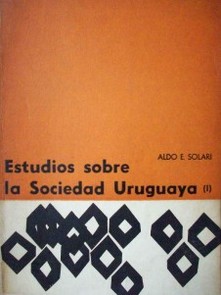 ALDO E. SOLARI
Estudios sobre
la Sociedad Uruguaya (I)